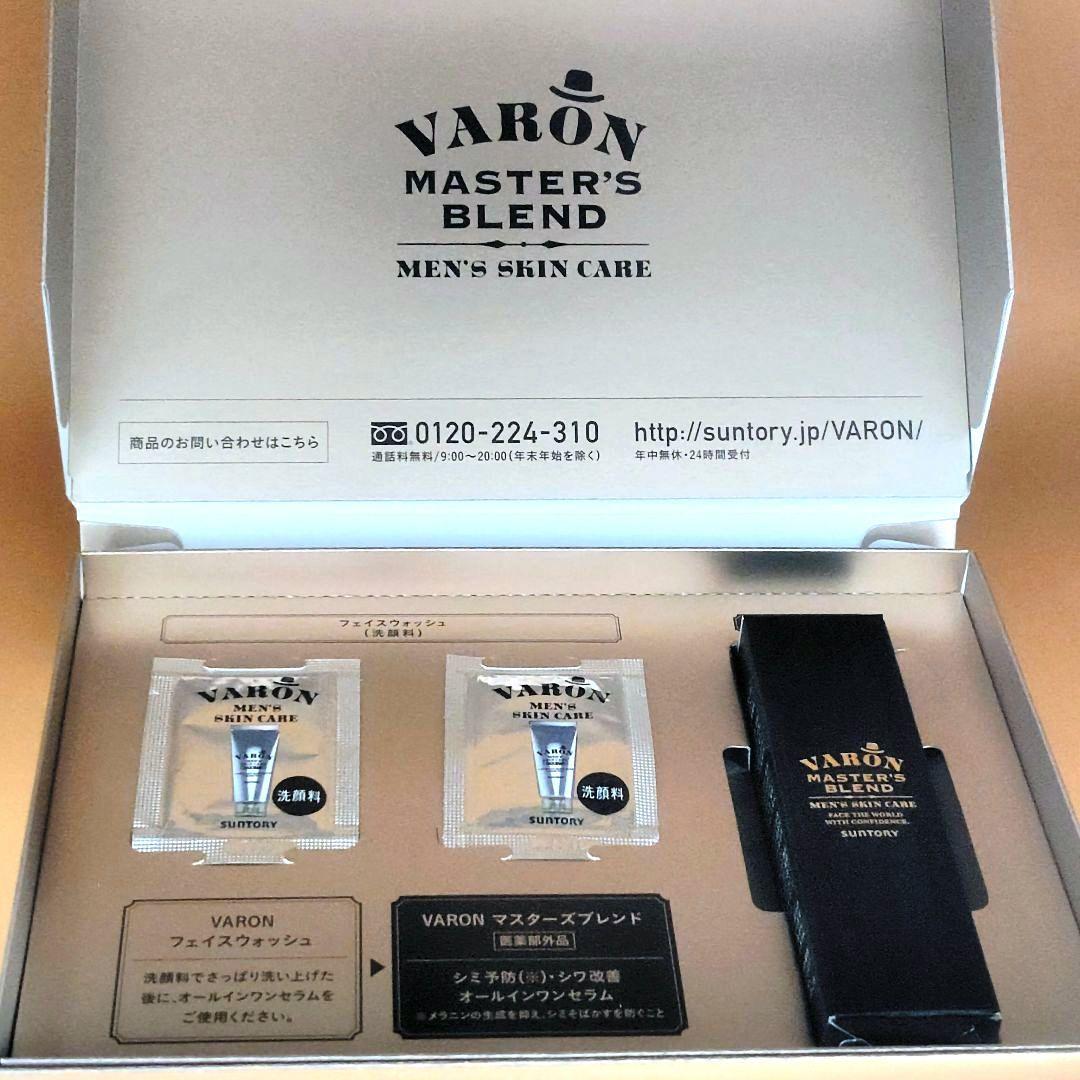 VARON
MASTER'S
BLEND
MEN'S SKIN CARE
商品のお問い合わせはこちら
0120-224-310
通話料無料/9:00～20:00(年末年始を除く)
http://suntory.jp/VARON/
年中無休・24時間受付
フェイスウォッシュ
(洗顔料)
VARON
MEN'S
SKIN CARE
VARON
洗顔料
SUNTORY
VARON
MEN'S
SKIN CARE
VARON
洗顔料
SUNTORY
VARON
MASTER'S
BLEND
MEN'S SKIN CARE
FACE THE WORLD
WITH CONFIDENCE.
SUNTORY
VARON
フェイスウォッシュ
洗顔料でさっぱり洗い上げた
後に、オールインワンセラムを
ご使用ください。
VARON マスターズブレンド
医薬部外品
シミ予防(※)・シワ改善
オールインワンセラム
※メラニンの生成を抑え、シミそばかすを防ぐこと